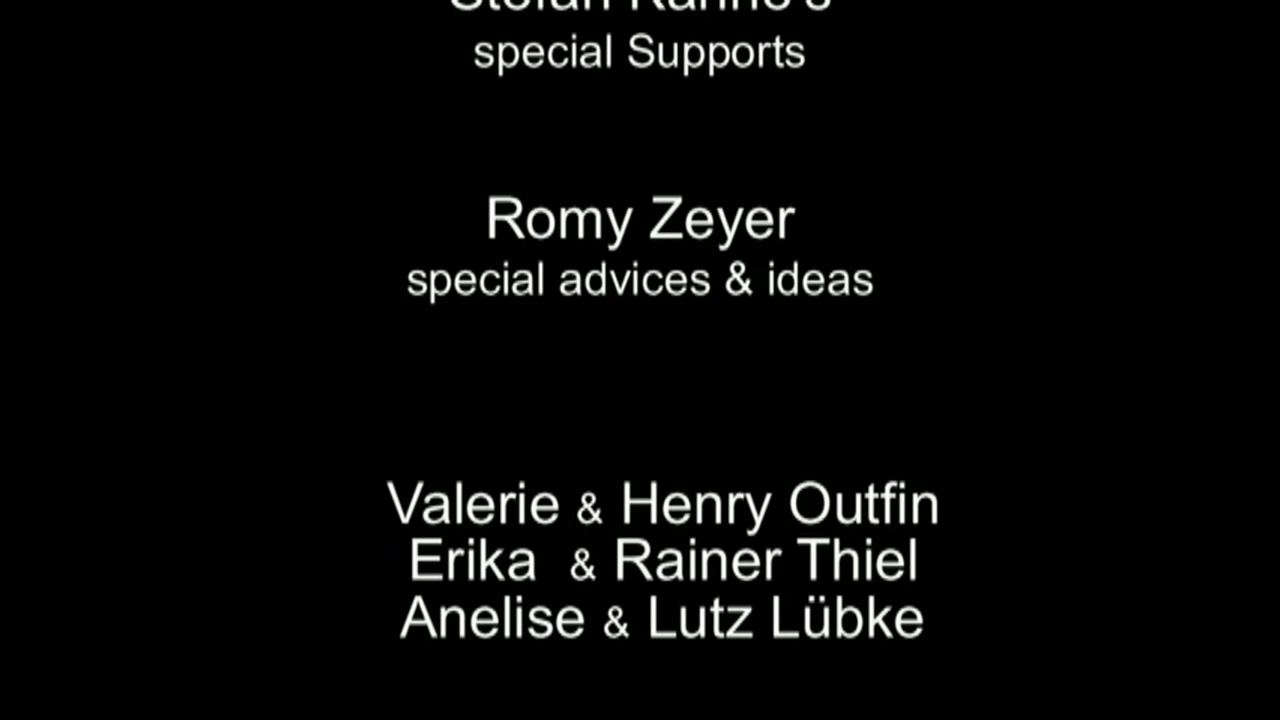 special Supports
Romy Zeyer
special advices & ideas
Valerie & Henry Outfin
Erika & Rainer Thiel
Anelise & Lutz Lübke